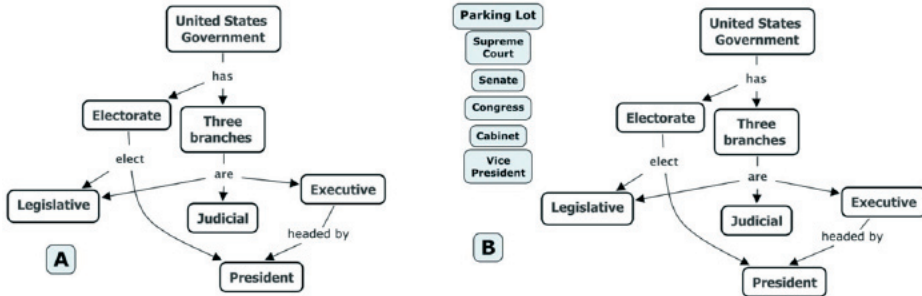 United States
Government
has
Electorate
Three
branches
elect
are
Legislative
Judicial
Executive
headed by
President
A
Parking Lot
Supreme
Court
Senate
Congress
Cabinet
Vice
President
B
United States
Government
has
Electorate
Three
branches
elect
are
Legislative
Judicial
Executive
headed by
President